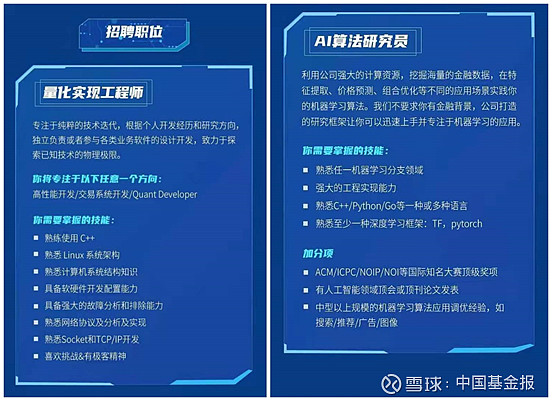 招聘职位
量化实现工程师
专注于纯粹的技术迭代，根据个人开发经历和研究方向，
独立负责或者参与各类业务软件的设计开发，致力于探
索已知技术的物理极限。
你将专注于以下任意一个方向：
高性能开发/交易系统开发/Quant Developer
你需要掌握的技能：
熟练使用 C++
熟悉 Linux 系统架构
熟悉计算机系统结构知识
具备软硬件开发配置能力
具备强大的故障分析和排除能力
熟悉网络协议及分析及实现
熟悉Socket和TCP/IP开发
喜欢挑战&有极客精神
AI算法研究员
利用公司强大的计算资源，挖掘海量的金融数据，在特
征提取、价格预测、组合优化等不同的应用场景实践你
的机器学习算法。我们不要求你有金融背景，公司打造
的研究框架让你可以迅速上手并专注于机器学习的应用。
你需要掌握的技能：
熟悉任一机器学习分支领域
强大的工程实现能力
熟悉C++/Python/Go等一种或多种语言
熟悉至少一种深度学习框架：TF，pytorch
加分项
ACM/ICPC/NOIP/NOI等国际知名大赛顶级奖项
有人工智能领域顶会或顶刊论文发表
中型以上规模的机器学习算法应用调优经验，如
搜索/推荐/广告/图像
雪球：中国基金报